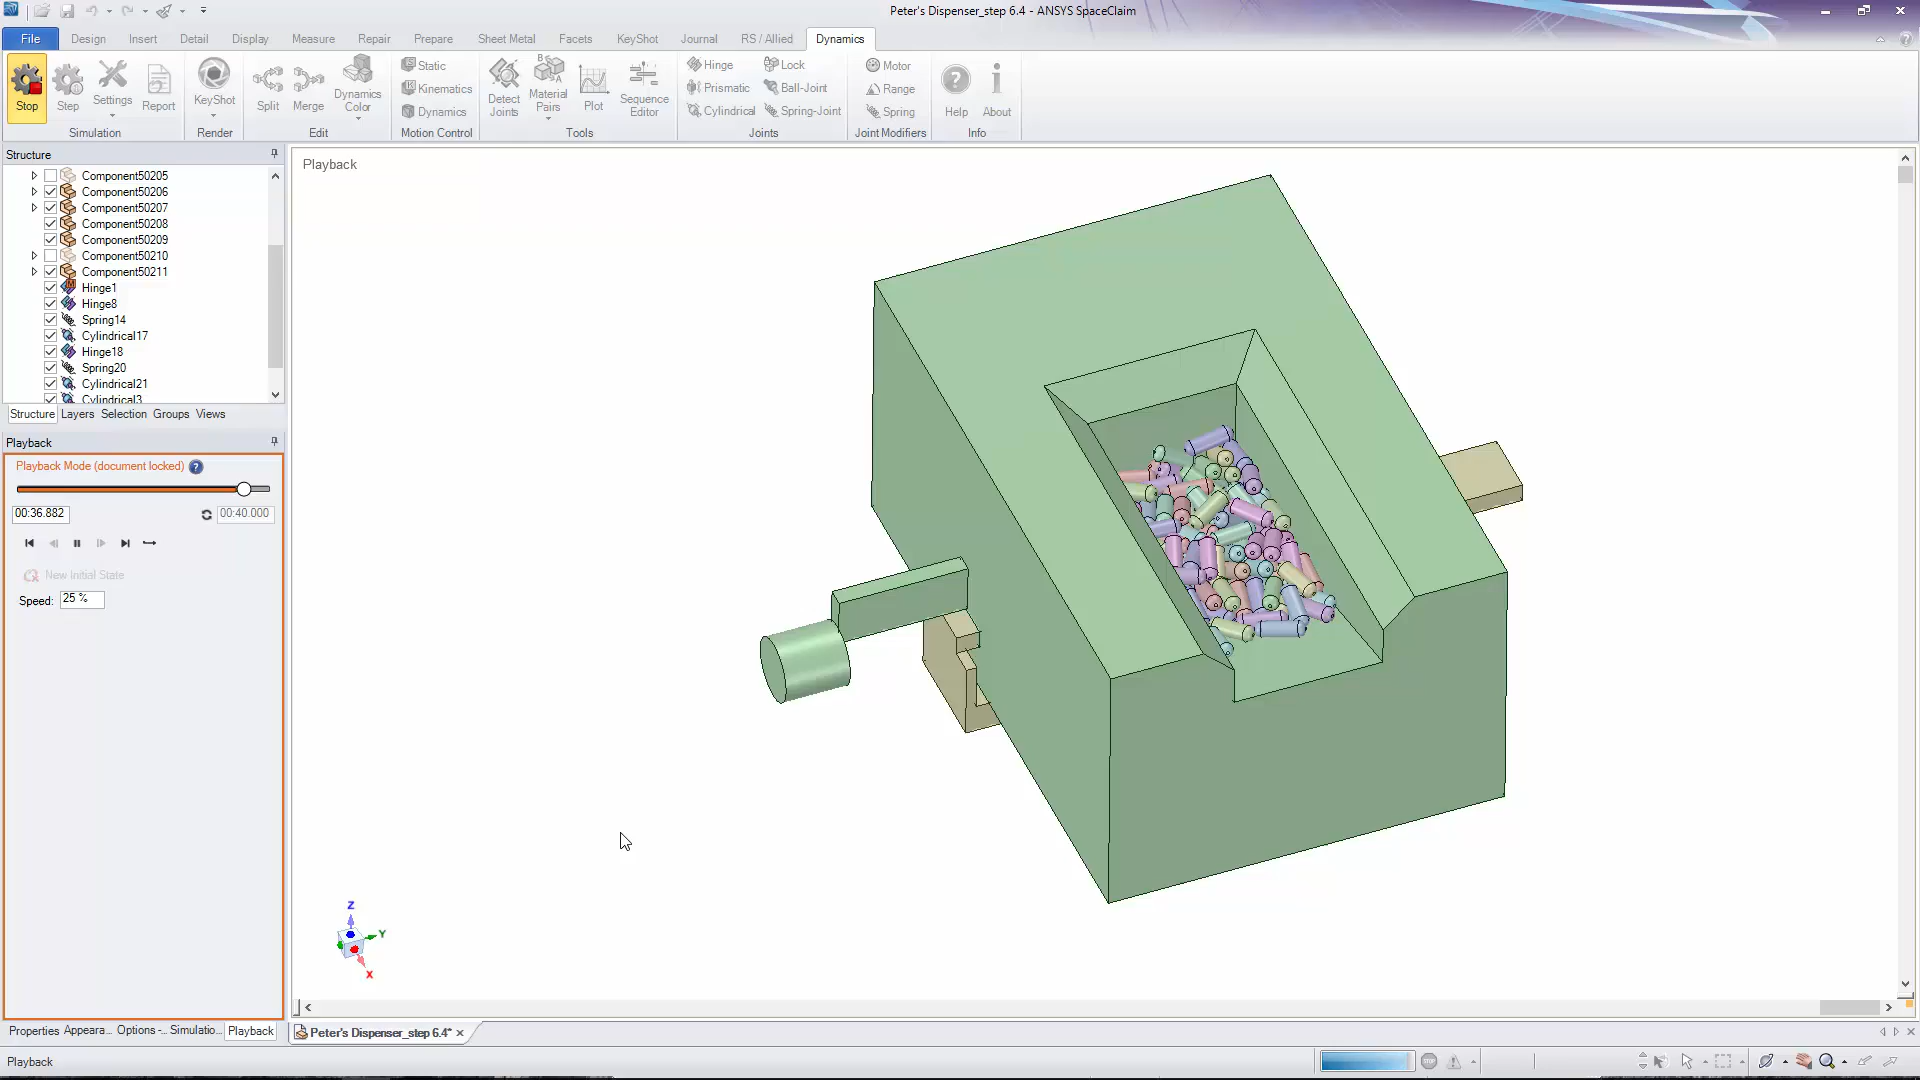 Peter's Dispenser_step 6.4 - ANSYS SpaceClaim
File Design Insert Detail Display Measure Repair Prepare Sheet Metal Facets KeyShot Journal RS / Allied Dynamics
Stop Step Settings Report KeyShot Split Merge Dynamics Color Static Kinematics Dynamics Detect Joints Material Pairs Plot Sequence Editor Hinge Prismatic Cylindrical Lock Ball-Joint Spring-Joint Motor Range Spring Help About
Simulation Render Edit Motion Control Tools Joints Joint Modifiers Info
Structure
Playback
Component50205
Component50206
Component50207
Component50208
Component50209
Component50210
Component50211
Hinge1
Hinge8
Spring14
Cylindrical17
Hinge18
Spring20
Cylindrical21
Cylindrical3
Structure Layers Selection Groups Views
Playback
Playback Mode (document locked) ?
00:36.882 00:40.000
New Initial State
Speed: 25 %
Z
Y
X
Properties Appeara... Options -... Simulatio... Playback
Peter's Dispenser_step 6.4*
Playback